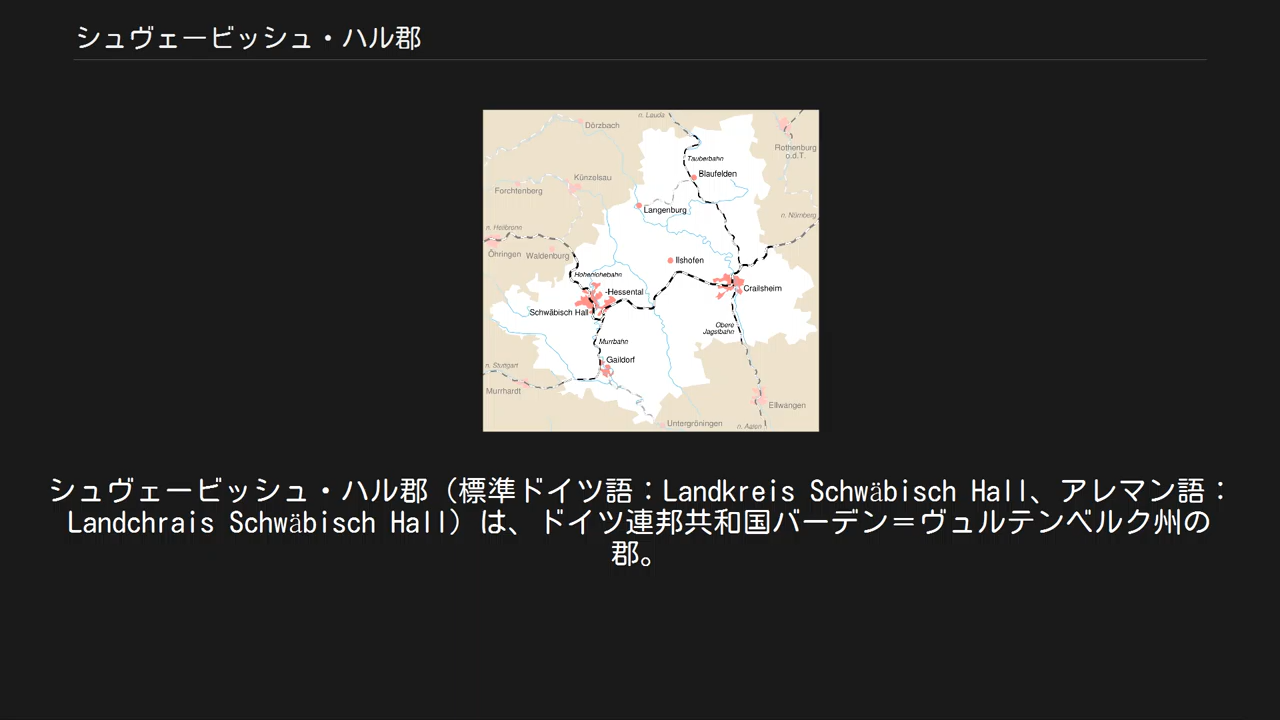 シュヴェービッシュ・ハル郡
n. Lauda
Dörzbach
Rothenburg
o.d.T.
Tauberbahn
Blaufelden
Künzelsau
Forchtenberg
Langenburg
n. Nürnberg
n. Heilbronn
Öhringen
Waldenburg
Ilshofen
Hohenlohebahn
-Hessental
Crailsheim
Schwäbisch Hall
Obere
Jagstbahn
Murrbahn
Gaildorf
n. Stuttgart
Murrhardt
Ellwangen
Untergröningen
n. Aalen
シュヴェービッシュ・ハル郡（標準ドイツ語：Landkreis Schwäbisch Hall、アレマン語：
Landchrais Schwäbisch Hall）は、ドイツ連邦共和国バーデン＝ヴュルテンベルク州の
郡。